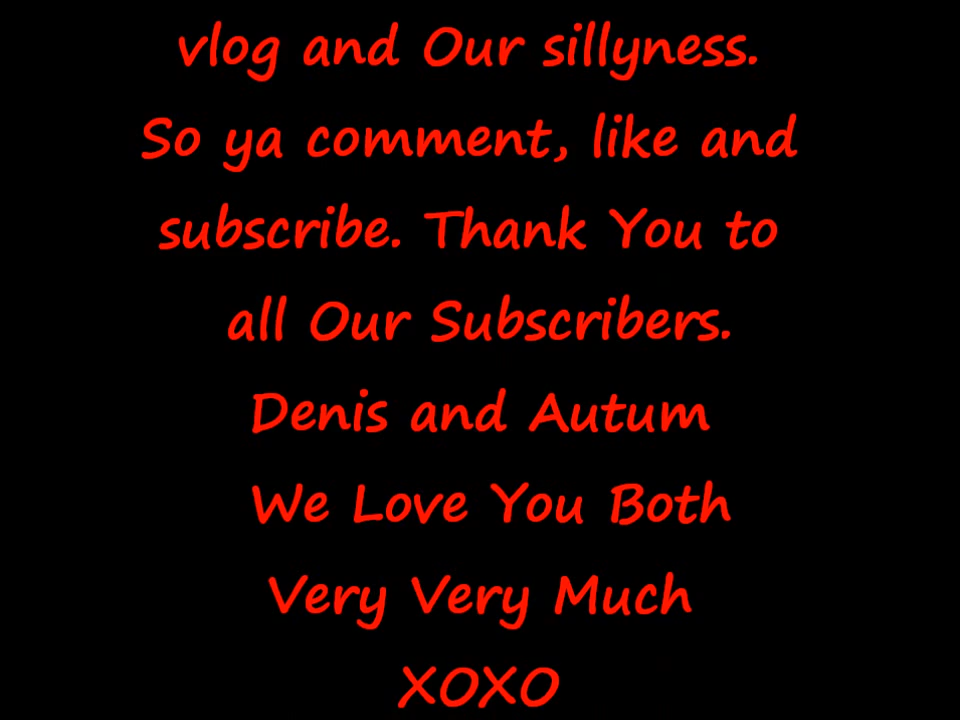 vlog and Our sillyness.
So ya comment, like and
subscribe. Thank You to
all Our Subscribers.
Denis and Autum
We Love You Both
Very Very Much
XOXO